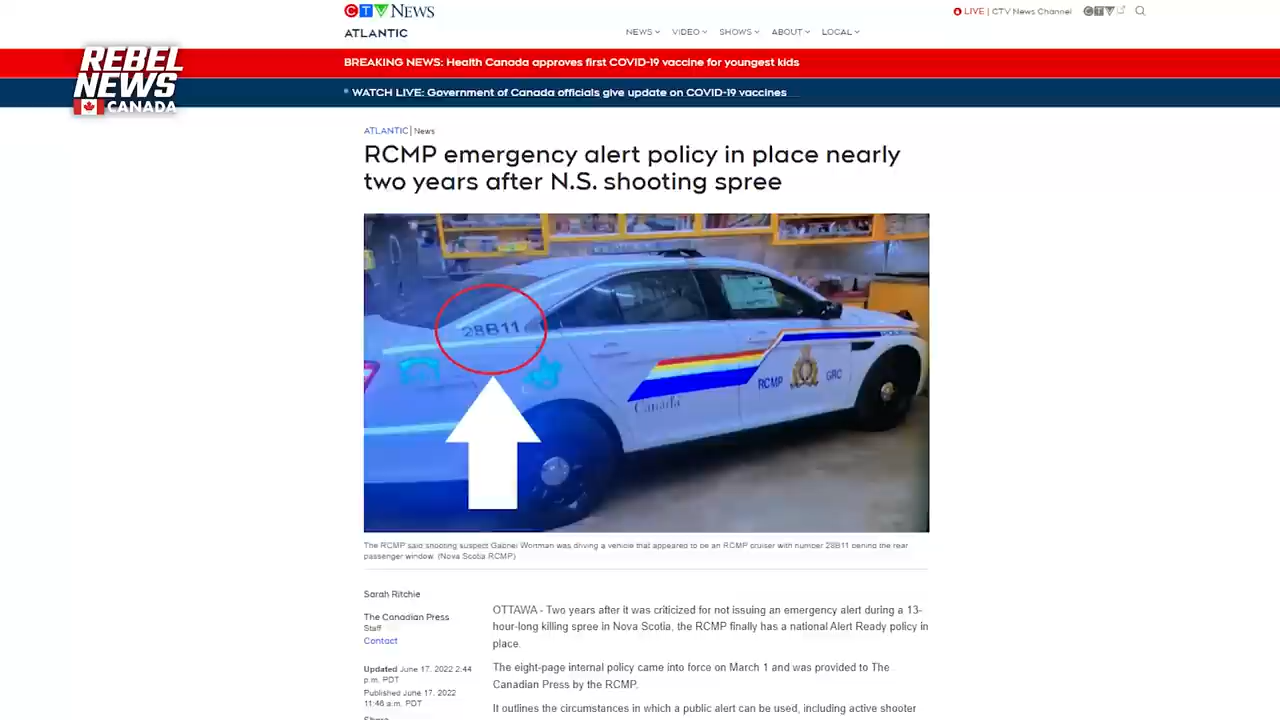 CTV News
LIVE | CTV News Channel
CTV
ATLANTIC
NEWS VIDEO SHOWS ABOUT LOCAL
REBEL
NEWS
CANADA
BREAKING NEWS: Health Canada approves first COVID-19 vaccine for youngest kids
WATCH LIVE: Government of Canada officials give update on COVID-19 vaccines
ATLANTIC | News
RCMP emergency alert policy in place nearly
two years after N.S. shooting spree
28B11
POLICE
RCMP GRC
Canada
The RCMP said shooting suspect Gabriel Wortman was driving a vehicle that appeared to be an RCMP cruiser with number 28B11 behind the rear
passenger window. (Nova Scotia RCMP)
Sarah Ritchie
The Canadian Press
Staff
Contact
Updated June 17, 2022 2:44
p.m. PDT
Published June 17, 2022
11:46 a.m. PDT
Share
OTTAWA - Two years after it was criticized for not issuing an emergency alert during a 13-
hour-long killing spree in Nova Scotia, the RCMP finally has a national Alert Ready policy in
place.
The eight-page internal policy came into force on March 1 and was provided to The
Canadian Press by the RCMP.
It outlines the circumstances in which a public alert can be used, including active shooter